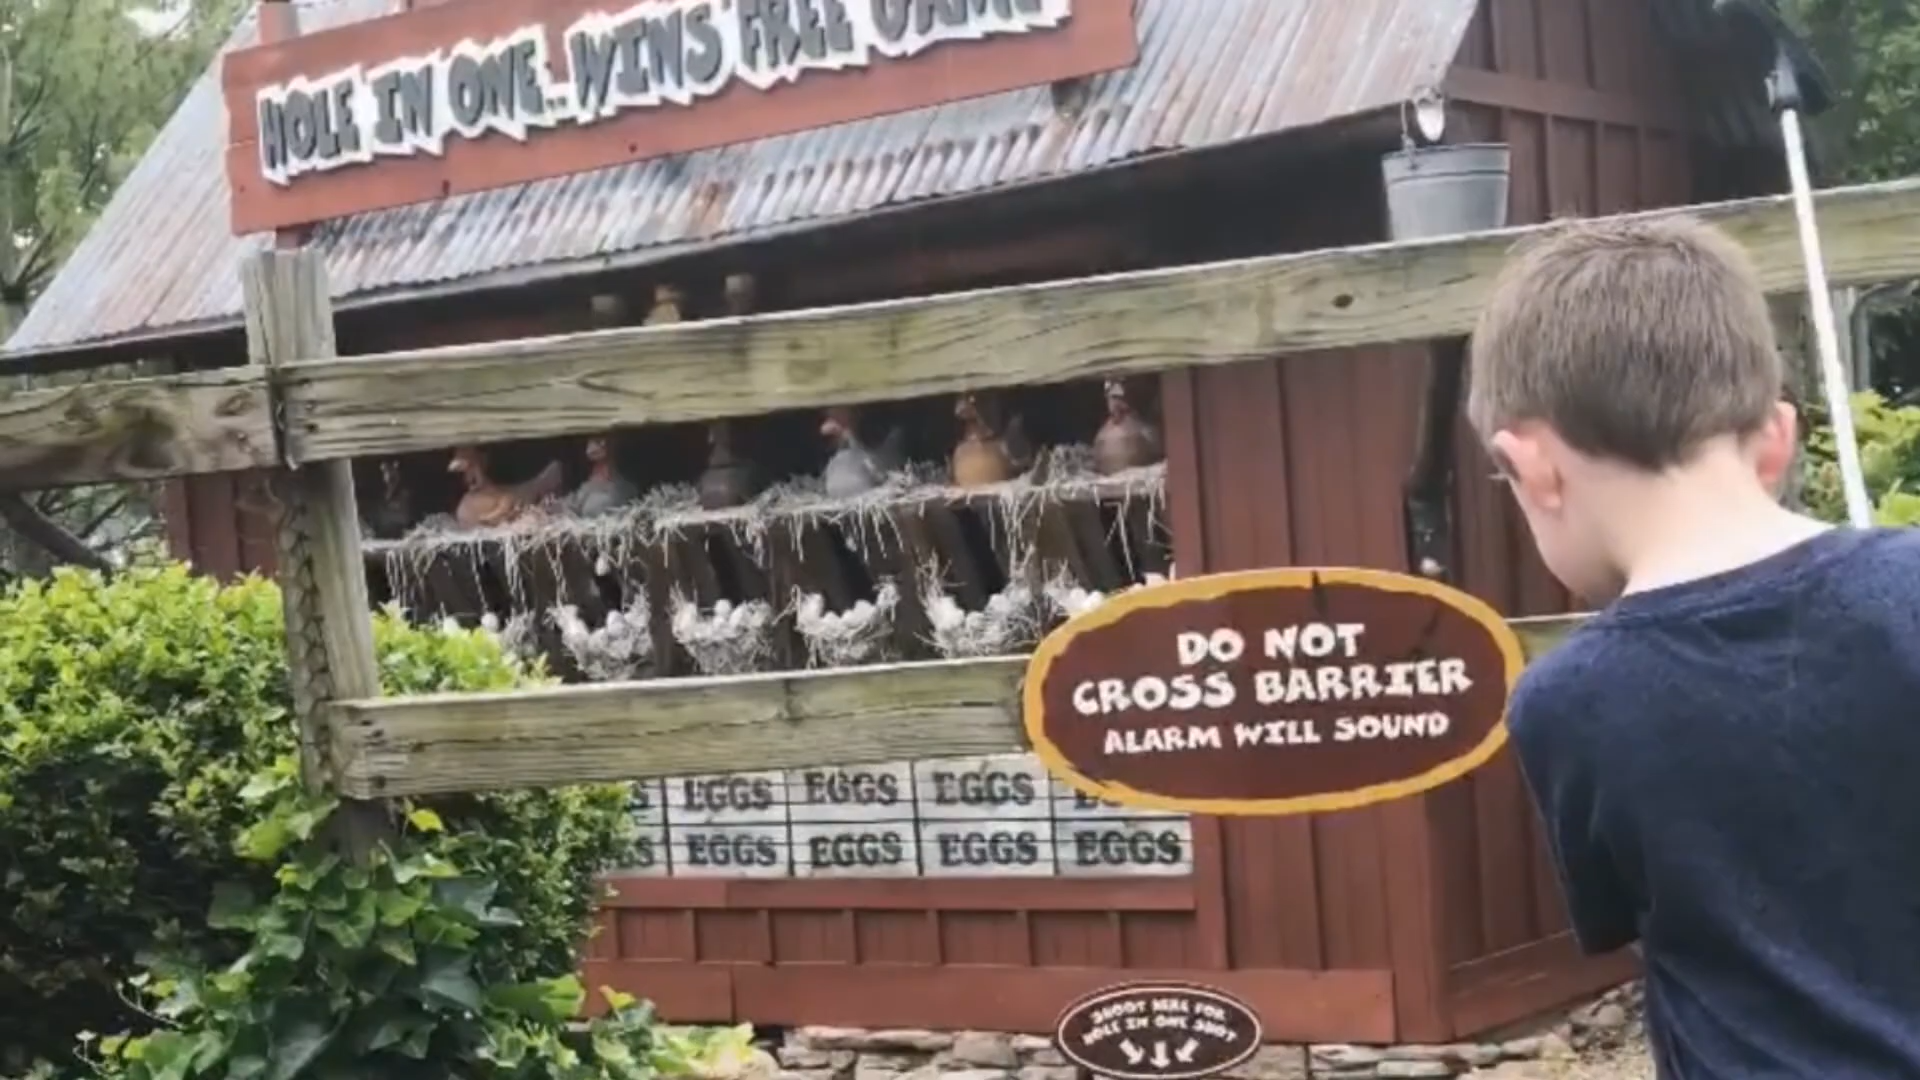 HOLE IN ONE..WINS FREE GAME
DO NOT
CROSS BARRIER
ALARM WILL SOUND
EGGS EGGS EGGS
EGGS EGGS EGGS EGGS
SHOOT HERE FOR
HOLE IN ONE SHOT